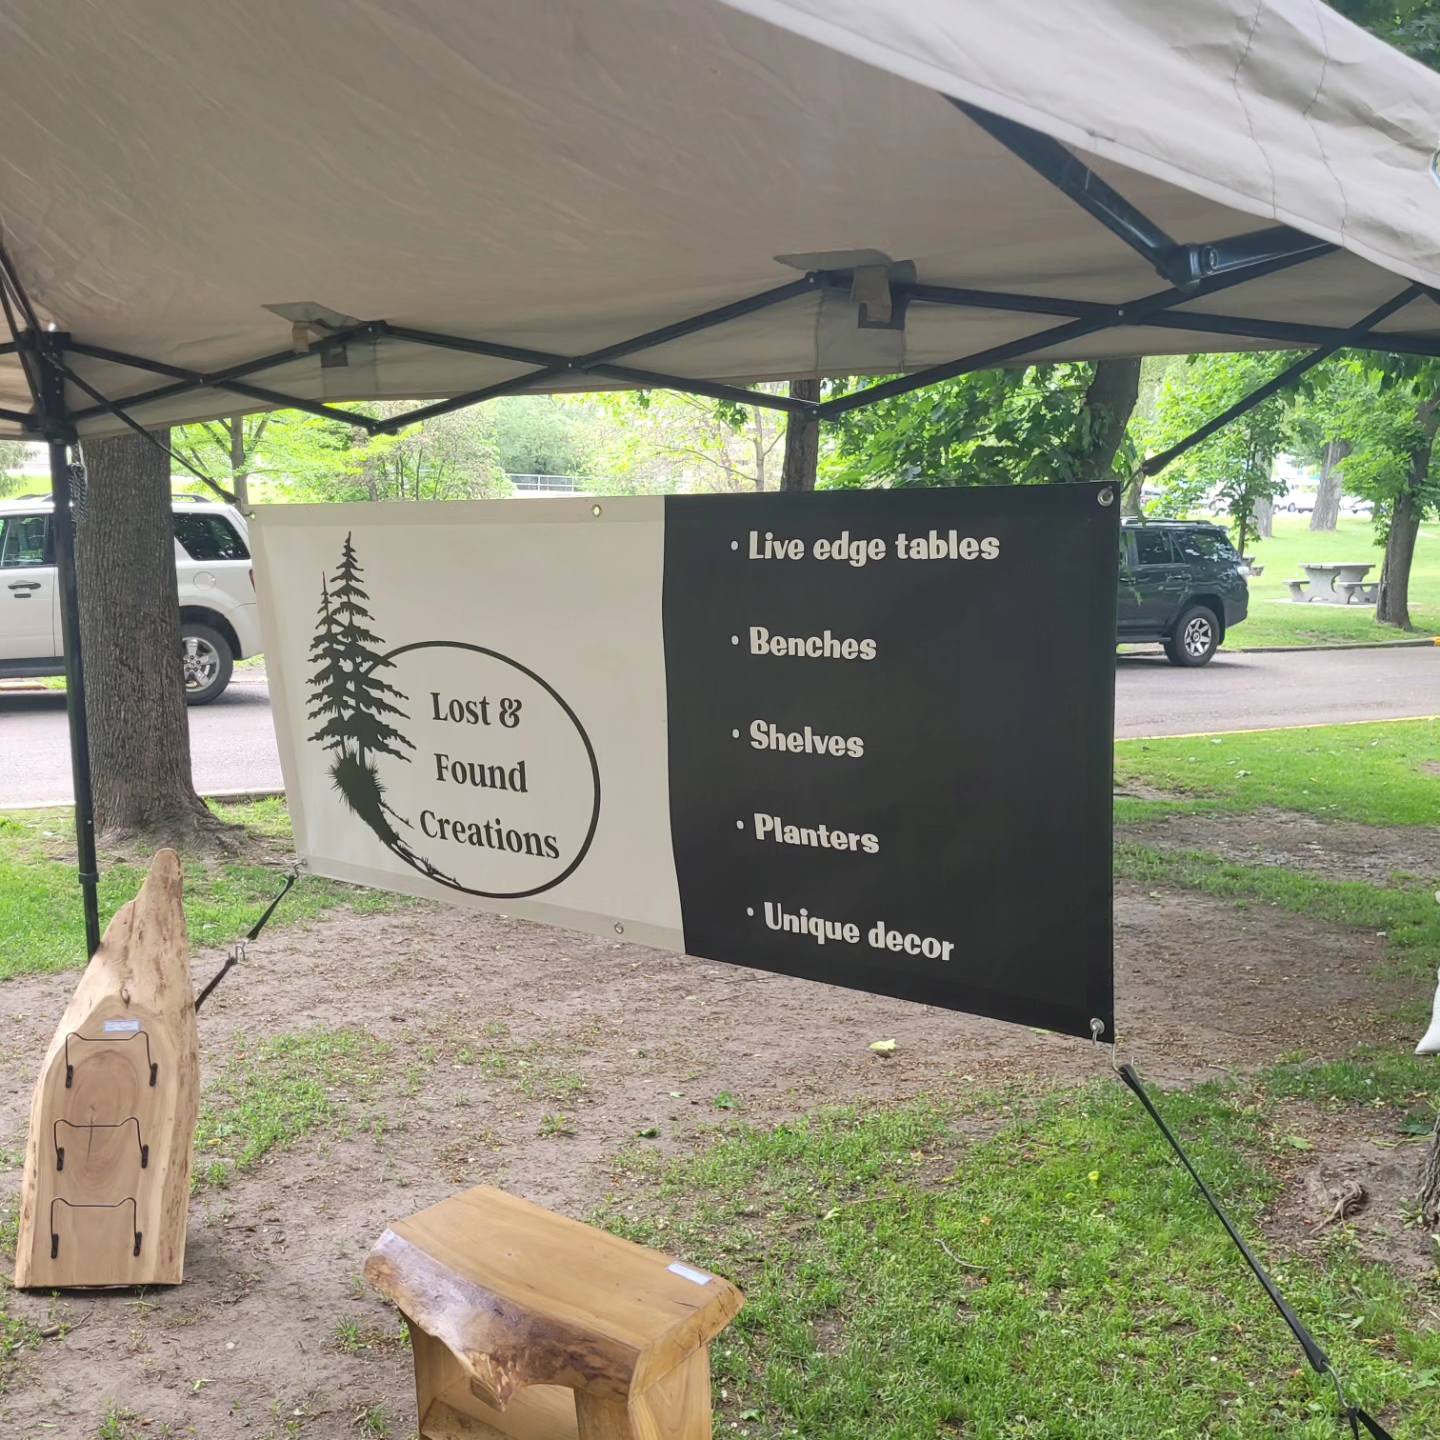 Lost &
Found
Creations
• Live edge tables
• Benches
• Shelves
• Planters
• Unique decor